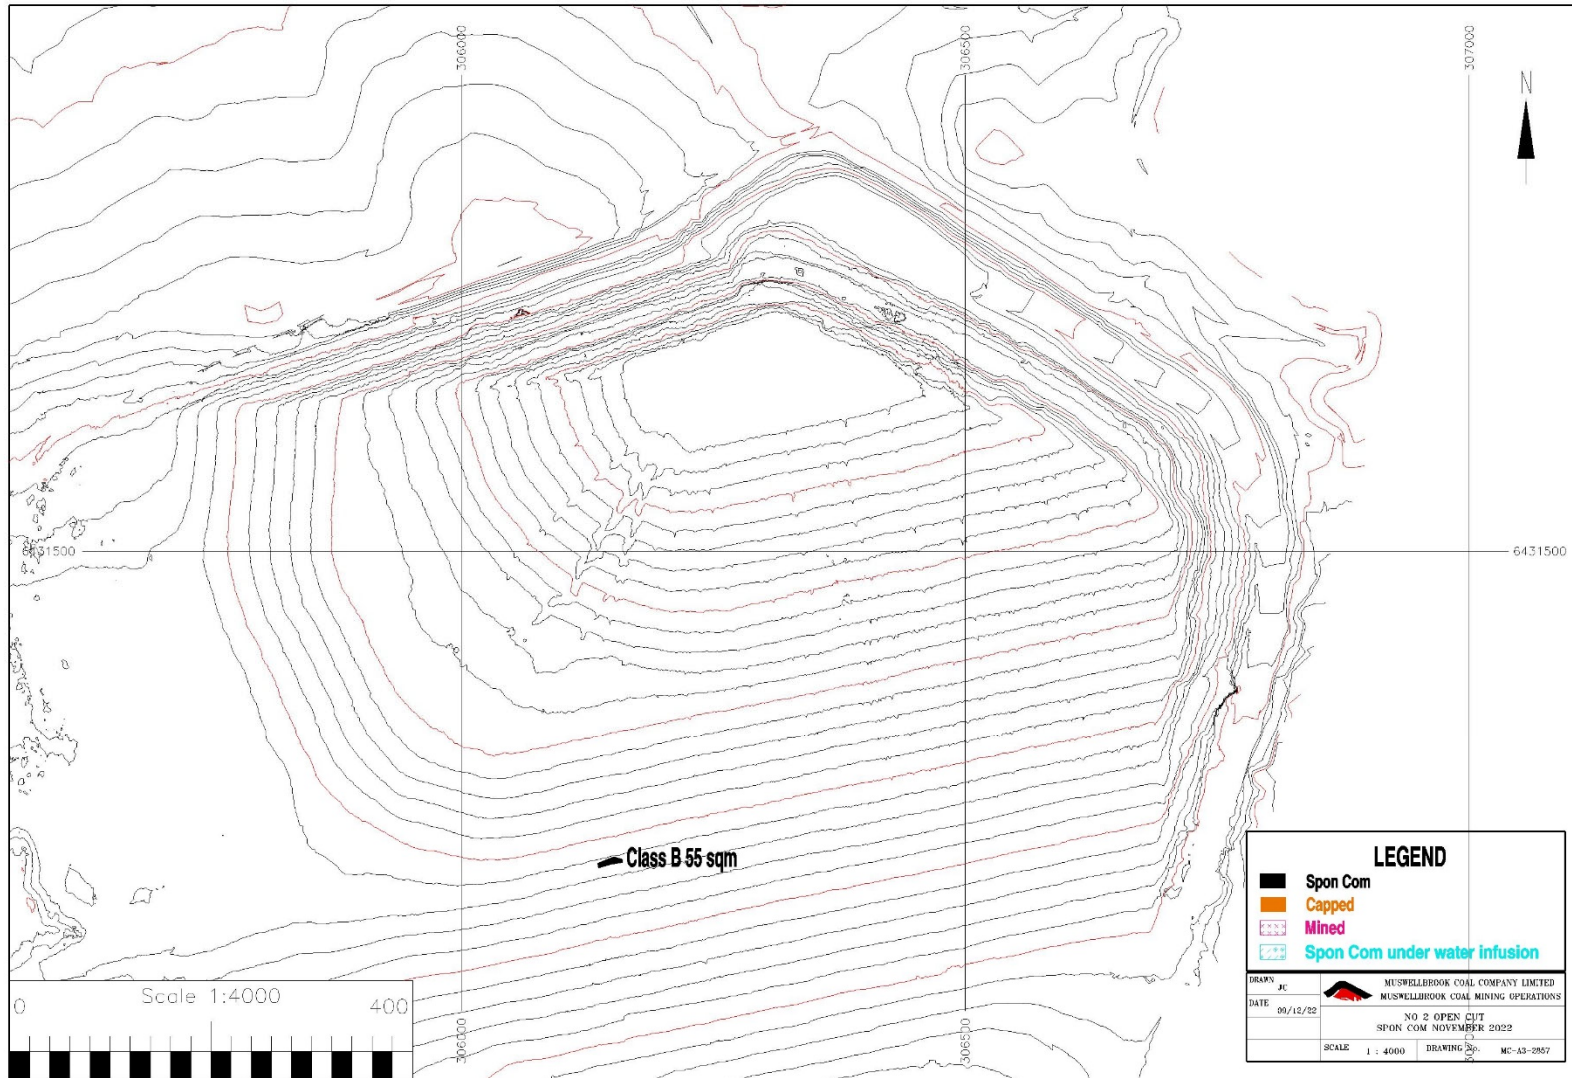 306000
306500
307000
N
6431500
6431500
Class B 55 sqm
LEGEND
Spon Com
Capped
Mined
Spon Com under water infusion
Scale 1:4000
0
400
306000
306500
DRAWN
JC
DATE
09/12/22
MUSWELLBROOK COAL COMPANY LIMITED
MUSWELLBROOK COAL MINING OPERATIONS
NO 2 OPEN CUT
SPON COM NOVEMBER 2022
SCALE 1 : 4000 DRAWING No. MC-A3-2857